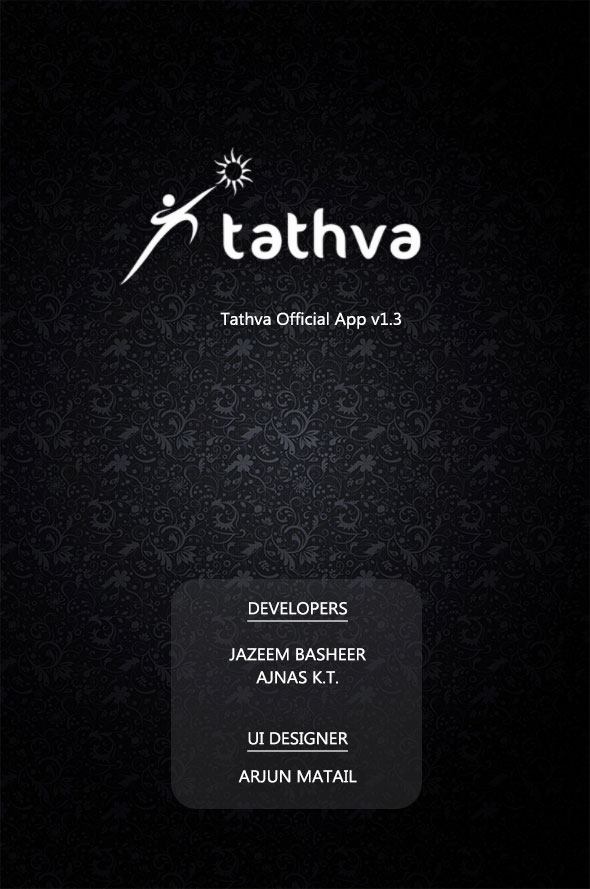 tathva
Tathva Official App v1.3
DEVELOPERS
JAZEEM BASHEER
AJNAS K.T.
UI DESIGNER
ARJUN MATAIL